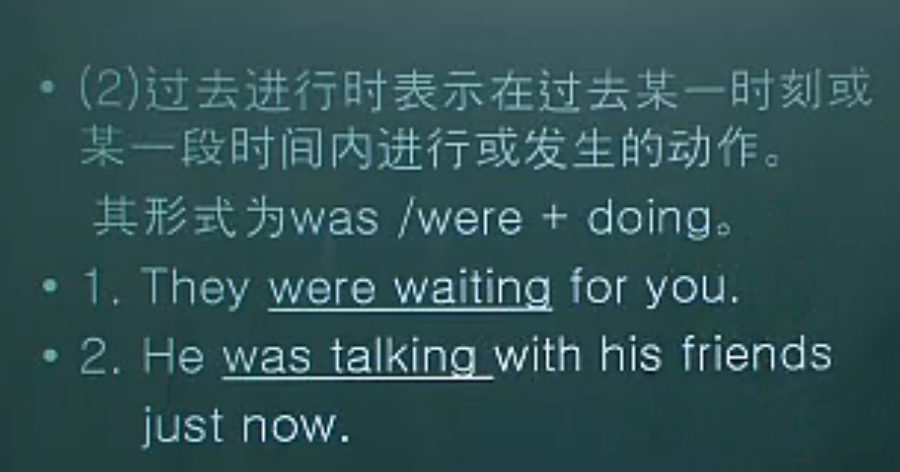 • (2)过去进行时表示在过去某一时刻或
某一段时间内进行或发生的动作。
其形式为was /were + doing。
• 1. They were waiting for you.
• 2. He was talking with his friends
just now.